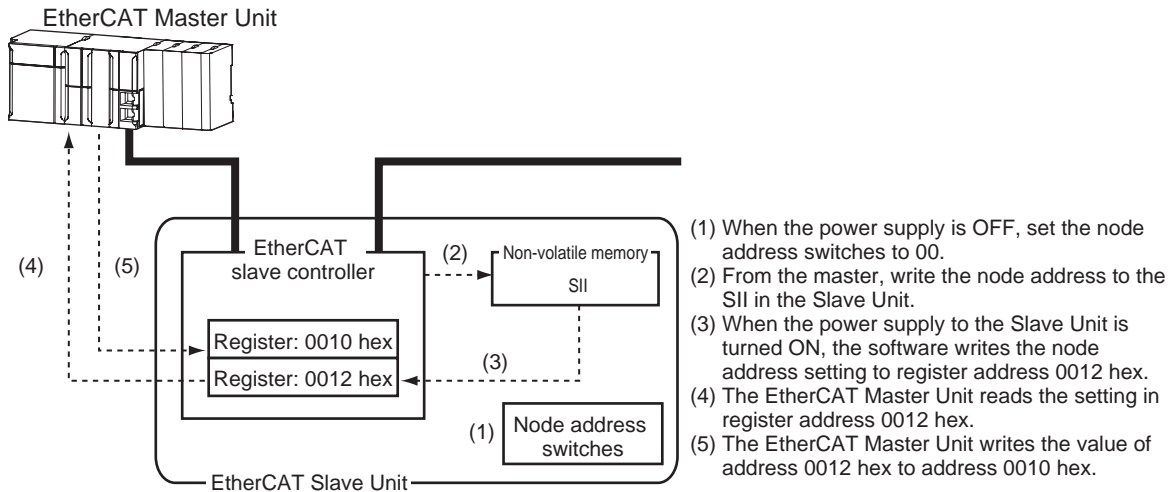 EtherCAT Master Unit
(4)
(5)
EtherCAT
slave controller
(2)
Non-volatile memory
SII
Register: 0010 hex
Register: 0012 hex
(3)
(1)
Node address
switches
EtherCAT Slave Unit
(1) When the power supply is OFF, set the node
address switches to 00.
(2) From the master, write the node address to the
SII in the Slave Unit.
(3) When the power supply to the Slave Unit is
turned ON, the software writes the node
address setting to register address 0012 hex.
(4) The EtherCAT Master Unit reads the setting in
register address 0012 hex.
(5) The EtherCAT Master Unit writes the value of
address 0012 hex to address 0010 hex.